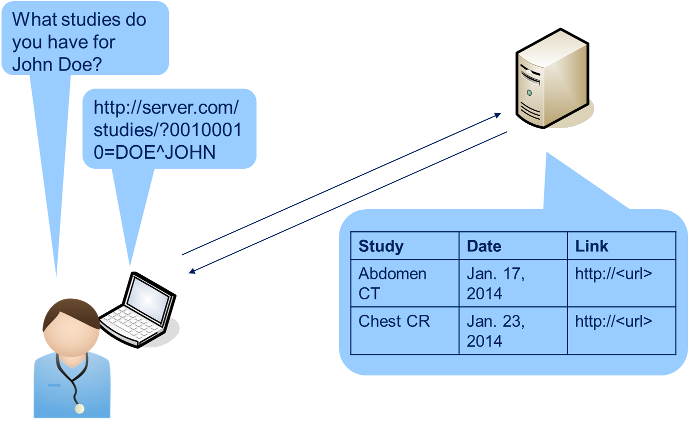 What studies do
you have for
John Doe?
http://server.com/
studies/?0010001
0=DOE^JOHN
Study Date Link
Abdomen CT Jan. 17, 2014 http://<url>
Chest CR Jan. 23, 2014 http://<url>